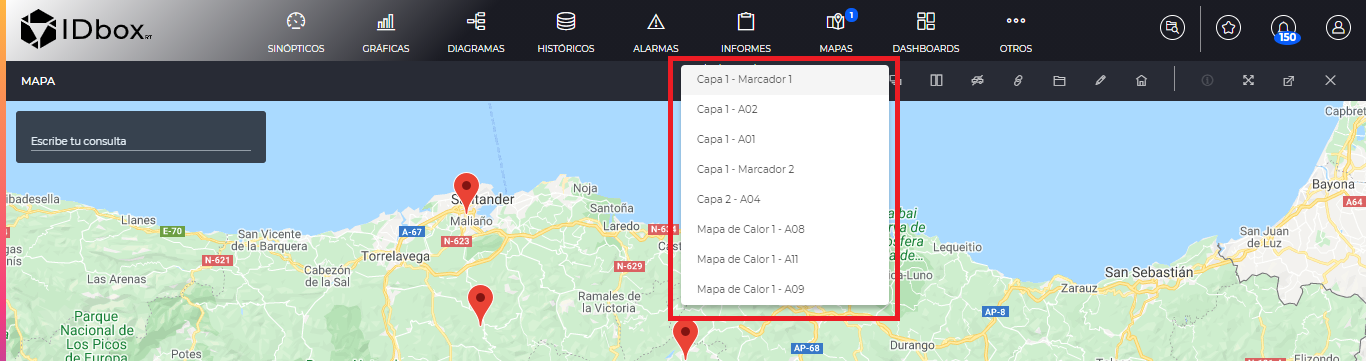 IDbox RT
SINÓPTICOS
GRÁFICAS
DIAGRAMAS
HISTÓRICOS
ALARMAS
INFORMES
MAPAS
1
DASHBOARDS
OTROS
150
MAPA
Escribe tu consulta
Capa 1 - Marcador 1
Capa 1 - A02
Capa 1 - A01
Capa 1 - Marcador 2
Capa 2 - A04
Mapa de Calor 1 - A08
Mapa de Calor 1 - A11
Mapa de Calor 1 - A09
ibadesella
Llanes
E-70
San Vicente
de la Barquera
N-621
Las Arenas
Cabezón
de la Sal
Torrelavega
Parque
Nacional de
Los Picos
de Europa
Potes
Santander
Maliaño
A-67
N-623
Noja
Santoña
Laredo
N-634
Cast
N-629
Ramales de
la Victoria
AP-68
Durango
Lequeitio
a-Luno
AP-8
Zarauz
San Sebastián
Elizondo
San Juan
de Luz
Bayona
A64
Capbret